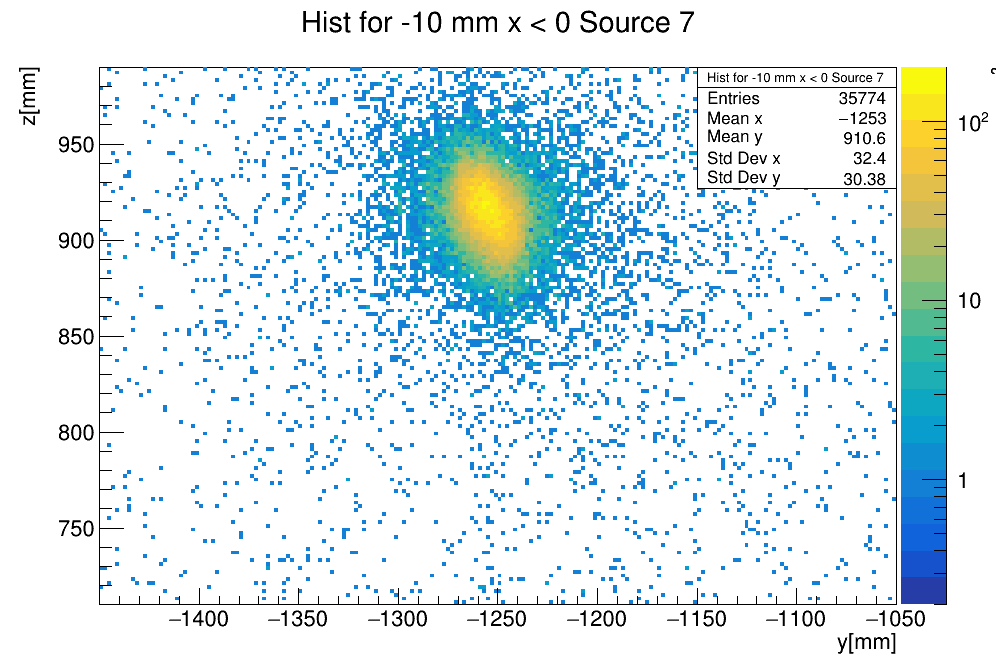 Hist for -10 mm x < 0 Source 7
z[mm]
Hist for -10 mm x < 0 Source 7
Entries 35774
Mean x −1253
Mean y 910.6
Std Dev x 32.4
Std Dev y 30.38
950
900
850
800
750
10²
10
1
−1400 −1350 −1300 −1250 −1200 −1150 −1100 −1050
y[mm]